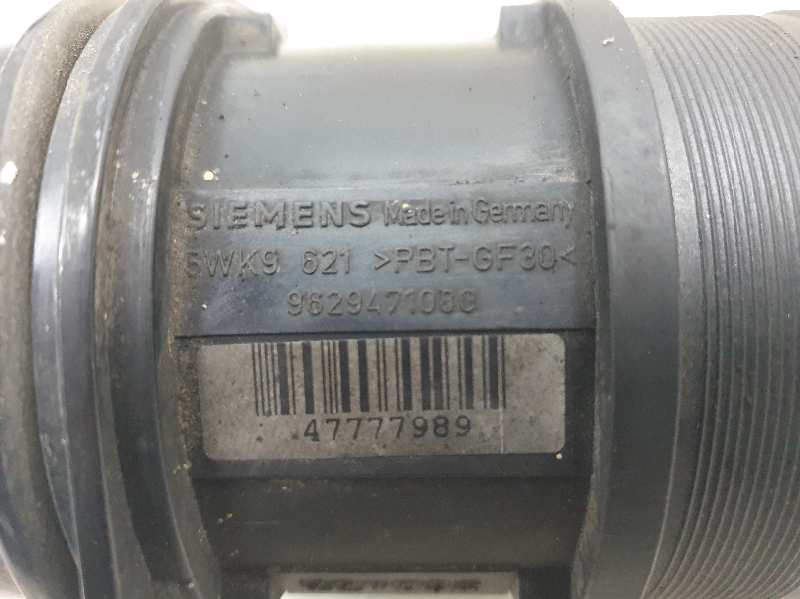 SIEMENS Made in Germany
5WK9 621 >PBT-GF30<
9629471080
47777989